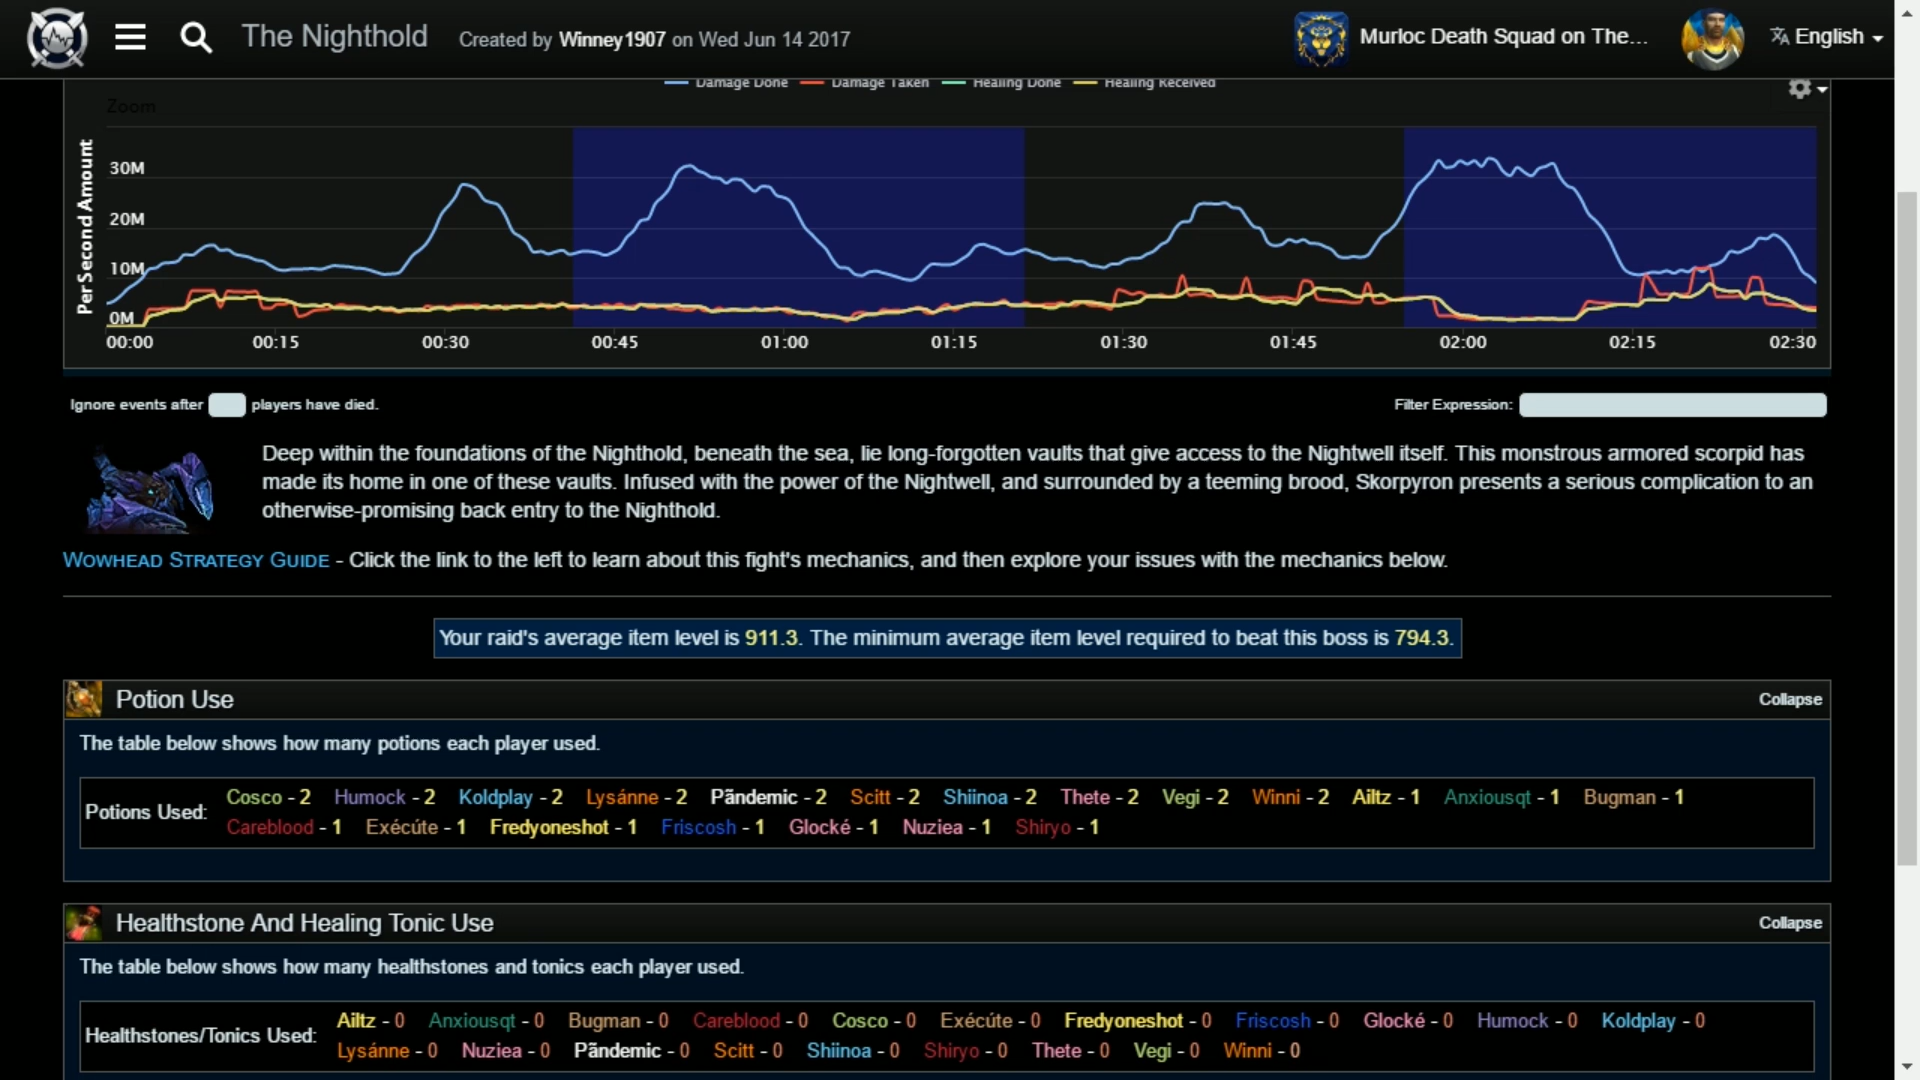 The Nighthold Created by Winney1907 on Wed Jun 14 2017 Murloc Death Squad on The... English
Damage Done Damage Taken Healing Done Healing Received
Zoom
Per Second Amount
30M
20M
10M
0M
00:00 00:15 00:30 00:45 01:00 01:15 01:30 01:45 02:00 02:15 02:30
Ignore events after players have died. Filter Expression:
Deep within the foundations of the Nighthold, beneath the sea, lie long-forgotten vaults that give access to the Nightwell itself. This monstrous armored scorpid has
made its home in one of these vaults. Infused with the power of the Nightwell, and surrounded by a teeming brood, Skorpyron presents a serious complication to an
otherwise-promising back entry to the Nighthold.
WOWHEAD STRATEGY GUIDE - Click the link to the left to learn about this fight's mechanics, and then explore your issues with the mechanics below.
Your raid's average item level is 911.3. The minimum average item level required to beat this boss is 794.3.
Potion Use Collapse
The table below shows how many potions each player used.
Potions Used: Cosco - 2 Humock - 2 Koldplay - 2 Lysánne - 2 Pãndemic - 2 Scitt - 2 Shiinoa - 2 Thete - 2 Vegi - 2 Winni - 2 Ailtz - 1 Anxiousqt - 1 Bugman - 1
Careblood - 1 Exécúte - 1 Fredyoneshot - 1 Friscosh - 1 Glocké - 1 Nuziea - 1 Shiryo - 1
Healthstone And Healing Tonic Use Collapse
The table below shows how many healthstones and tonics each player used.
Healthstones/Tonics Used: Ailtz - 0 Anxiousqt - 0 Bugman - 0 Careblood - 0 Cosco - 0 Exécúte - 0 Fredyoneshot - 0 Friscosh - 0 Glocké - 0 Humock - 0 Koldplay - 0
Lysánne - 0 Nuziea - 0 Pãndemic - 0 Scitt - 0 Shiinoa - 0 Shiryo - 0 Thete - 0 Vegi - 0 Winni - 0